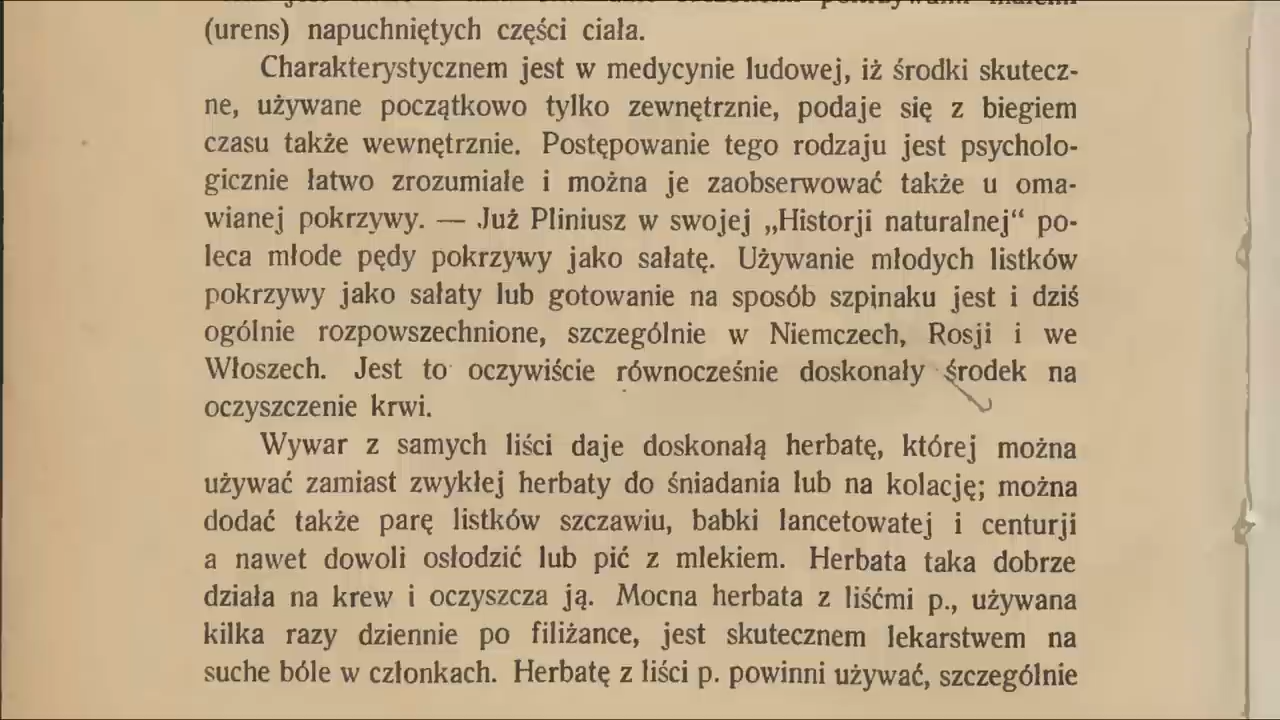 (urens) napuchniętych części ciała.
Charakterystycznem jest w medycynie ludowej, iż środki skutecz-
ne, używane początkowo tylko zewnętrznie, podaje się z biegiem
czasu także wewnętrznie. Postępowanie tego rodzaju jest psycholo-
gicznie łatwo zrozumiałe i można je zaobserwować także u oma-
wianej pokrzywy. — Już Pliniusz w swojej „Historji naturalnej“ po-
leca młode pędy pokrzywy jako sałatę. Używanie młodych listków
pokrzywy jako sałaty lub gotowanie na sposób szpinaku jest i dziś
ogólnie rozpowszechnione, szczególnie w Niemczech, Rosji i we
Włoszech. Jest to oczywiście równocześnie doskonały środek na
oczyszczenie krwi.
Wywar z samych liści daje doskonałą herbatę, której można
używać zamiast zwykłej herbaty do śniadania lub na kolację; można
dodać także parę listków szczawiu, babki lancetowatej i centurji
a nawet dowoli osłodzić lub pić z mlekiem. Herbata taka dobrze
działa na krew i oczyszcza ją. Mocna herbata z liśćmi p., używana
kilka razy dziennie po filiżance, jest skutecznem lekarstwem na
suche bóle w członkach. Herbatę z liści p. powinni używać, szczególnie